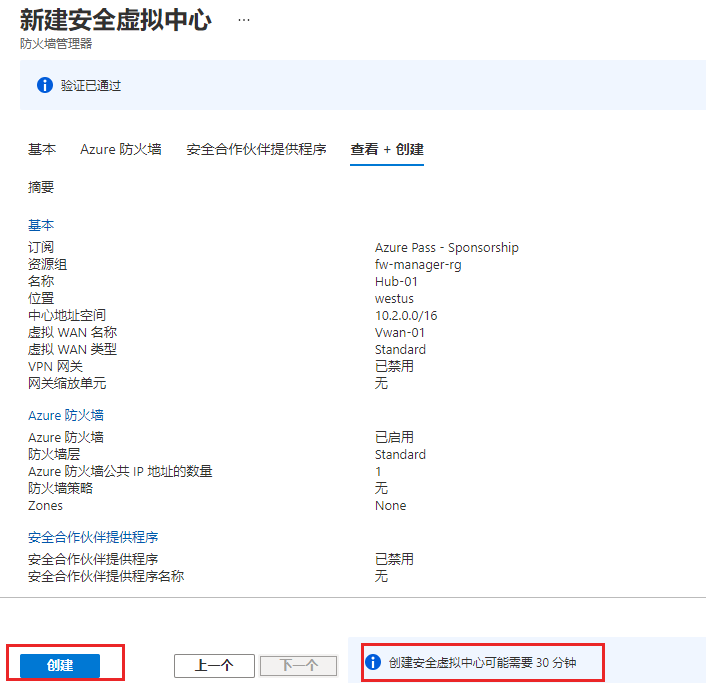 新建安全虚拟中心 ...
防火墙管理器
验证已通过
基本 Azure 防火墙 安全合作伙伴提供程序 查看 + 创建
摘要
基本
订阅 Azure Pass - Sponsorship
资源组 fw-manager-rg
名称 Hub-01
位置 westus
中心地址空间 10.2.0.0/16
虚拟 WAN 名称 Vwan-01
虚拟 WAN 类型 Standard
VPN 网关 已禁用
网关缩放单元 无
Azure 防火墙
Azure 防火墙 已启用
防火墙层 Standard
Azure 防火墙公共 IP 地址的数量 1
防火墙策略 无
Zones None
安全合作伙伴提供程序
安全合作伙伴提供程序 已禁用
安全合作伙伴提供程序名称 无
创建 上一个 下一个 创建安全虚拟中心可能需要 30 分钟